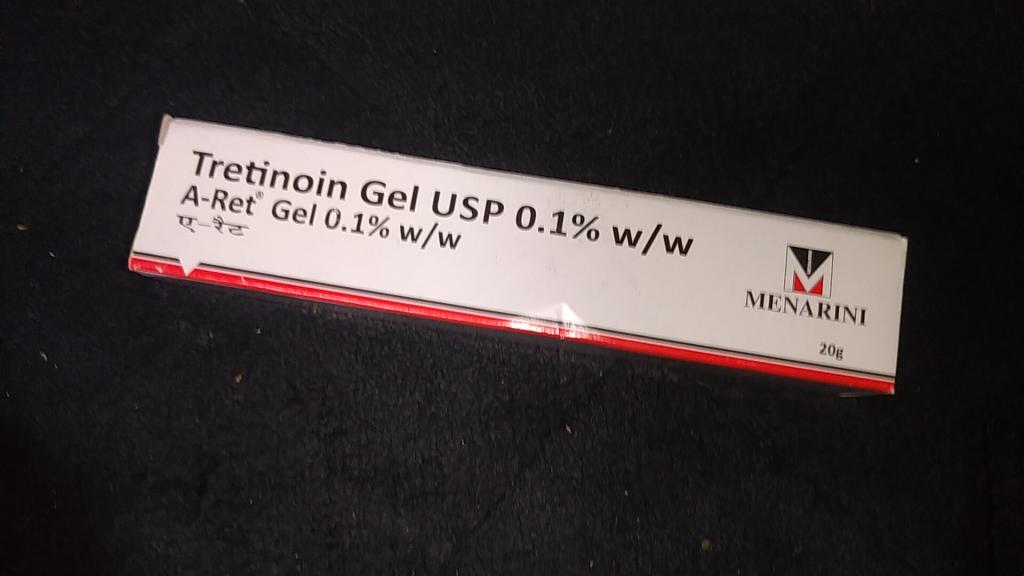 Tretinoin Gel USP 0.1% w/w
A-Ret® Gel 0.1% w/w
ए-रैट
MENARINI
20g